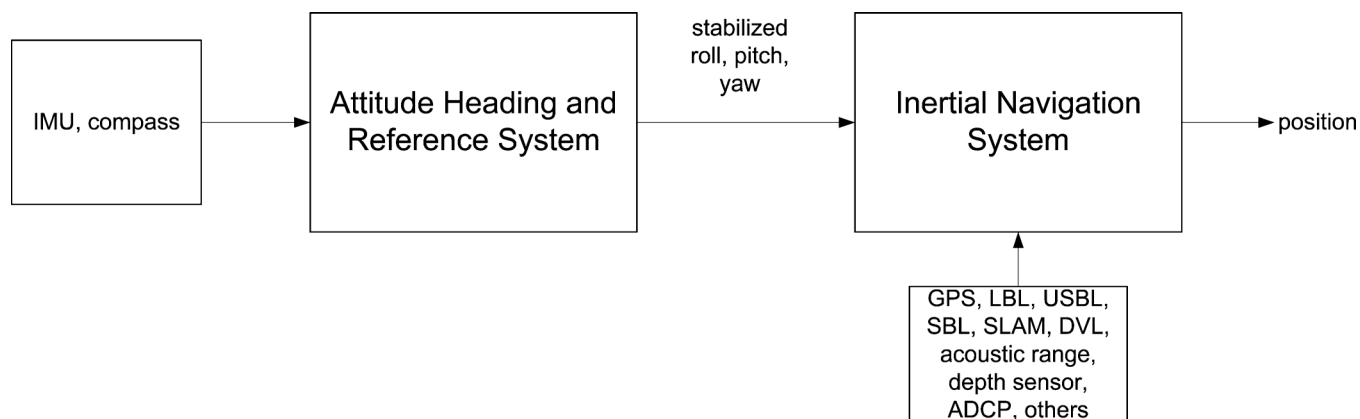 IMU, compass
Attitude Heading and
Reference System
stabilized
roll, pitch,
yaw
Inertial Navigation
System
position
GPS, LBL, USBL,
SBL, SLAM, DVL,
acoustic range,
depth sensor,
ADCP, others